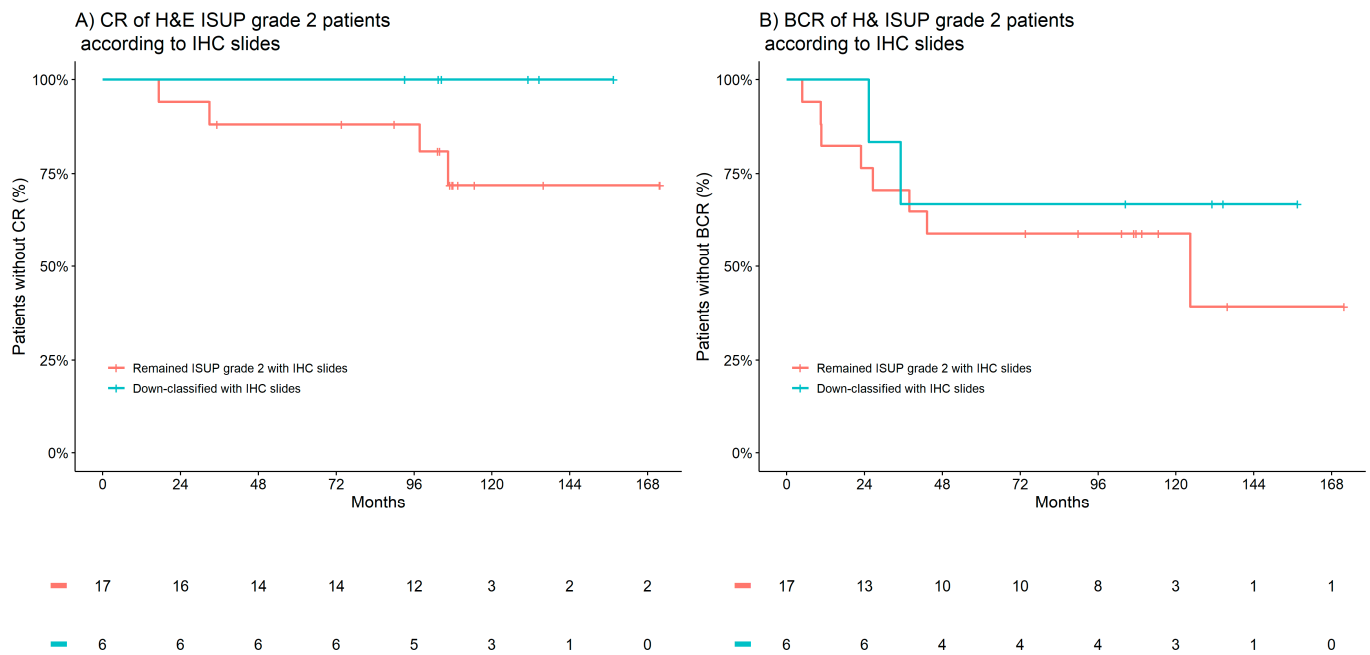 A) CR of H&E ISUP grade 2 patients
according to IHC slides
100%
75%
50%
25%
0%
Patients without CR (%)
Remained ISUP grade 2 with IHC slides
Down-classified with IHC slides
0 24 48 72 96 120 144 168
Months
17 16 14 14 12 3 2 2
6 6 6 6 5 3 1 0
B) BCR of H& ISUP grade 2 patients
according to IHC slides
100%
75%
50%
25%
0%
Patients without BCR (%)
Remained ISUP grade 2 with IHC slides
Down-classified with IHC slides
0 24 48 72 96 120 144 168
Months
17 13 10 10 8 3 1 1
6 6 4 4 4 3 1 0